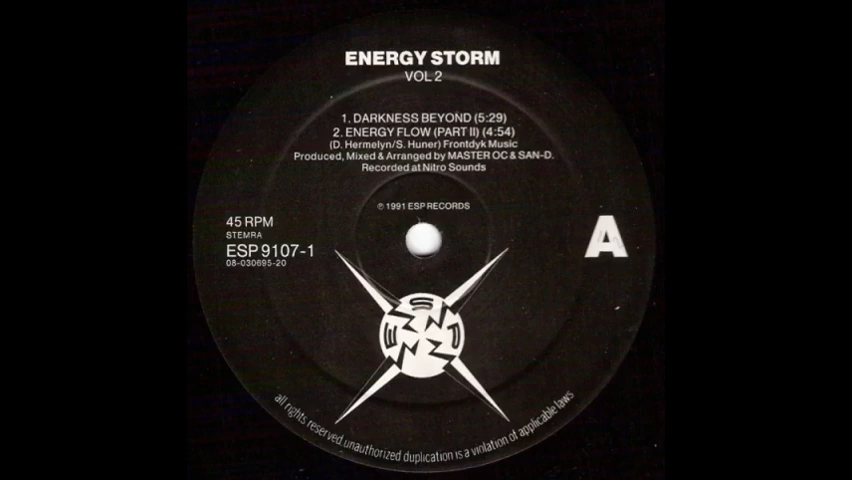 ENERGY STORM
VOL 2
1. DARKNESS BEYOND (5:29)
2. ENERGY FLOW (PART II) (4:54)
(D. Hermelyn/S. Huner) Frontdyk Music
Produced, Mixed & Arranged by MASTER OC & SAN-D.
Recorded at Nitro Sounds
℗ 1991 ESP RECORDS
45 RPM
STEMRA
ESP 9107-1
08-030695-20
A
ESP
all rights reserved. unauthorized duplication is a violation of applicable laws